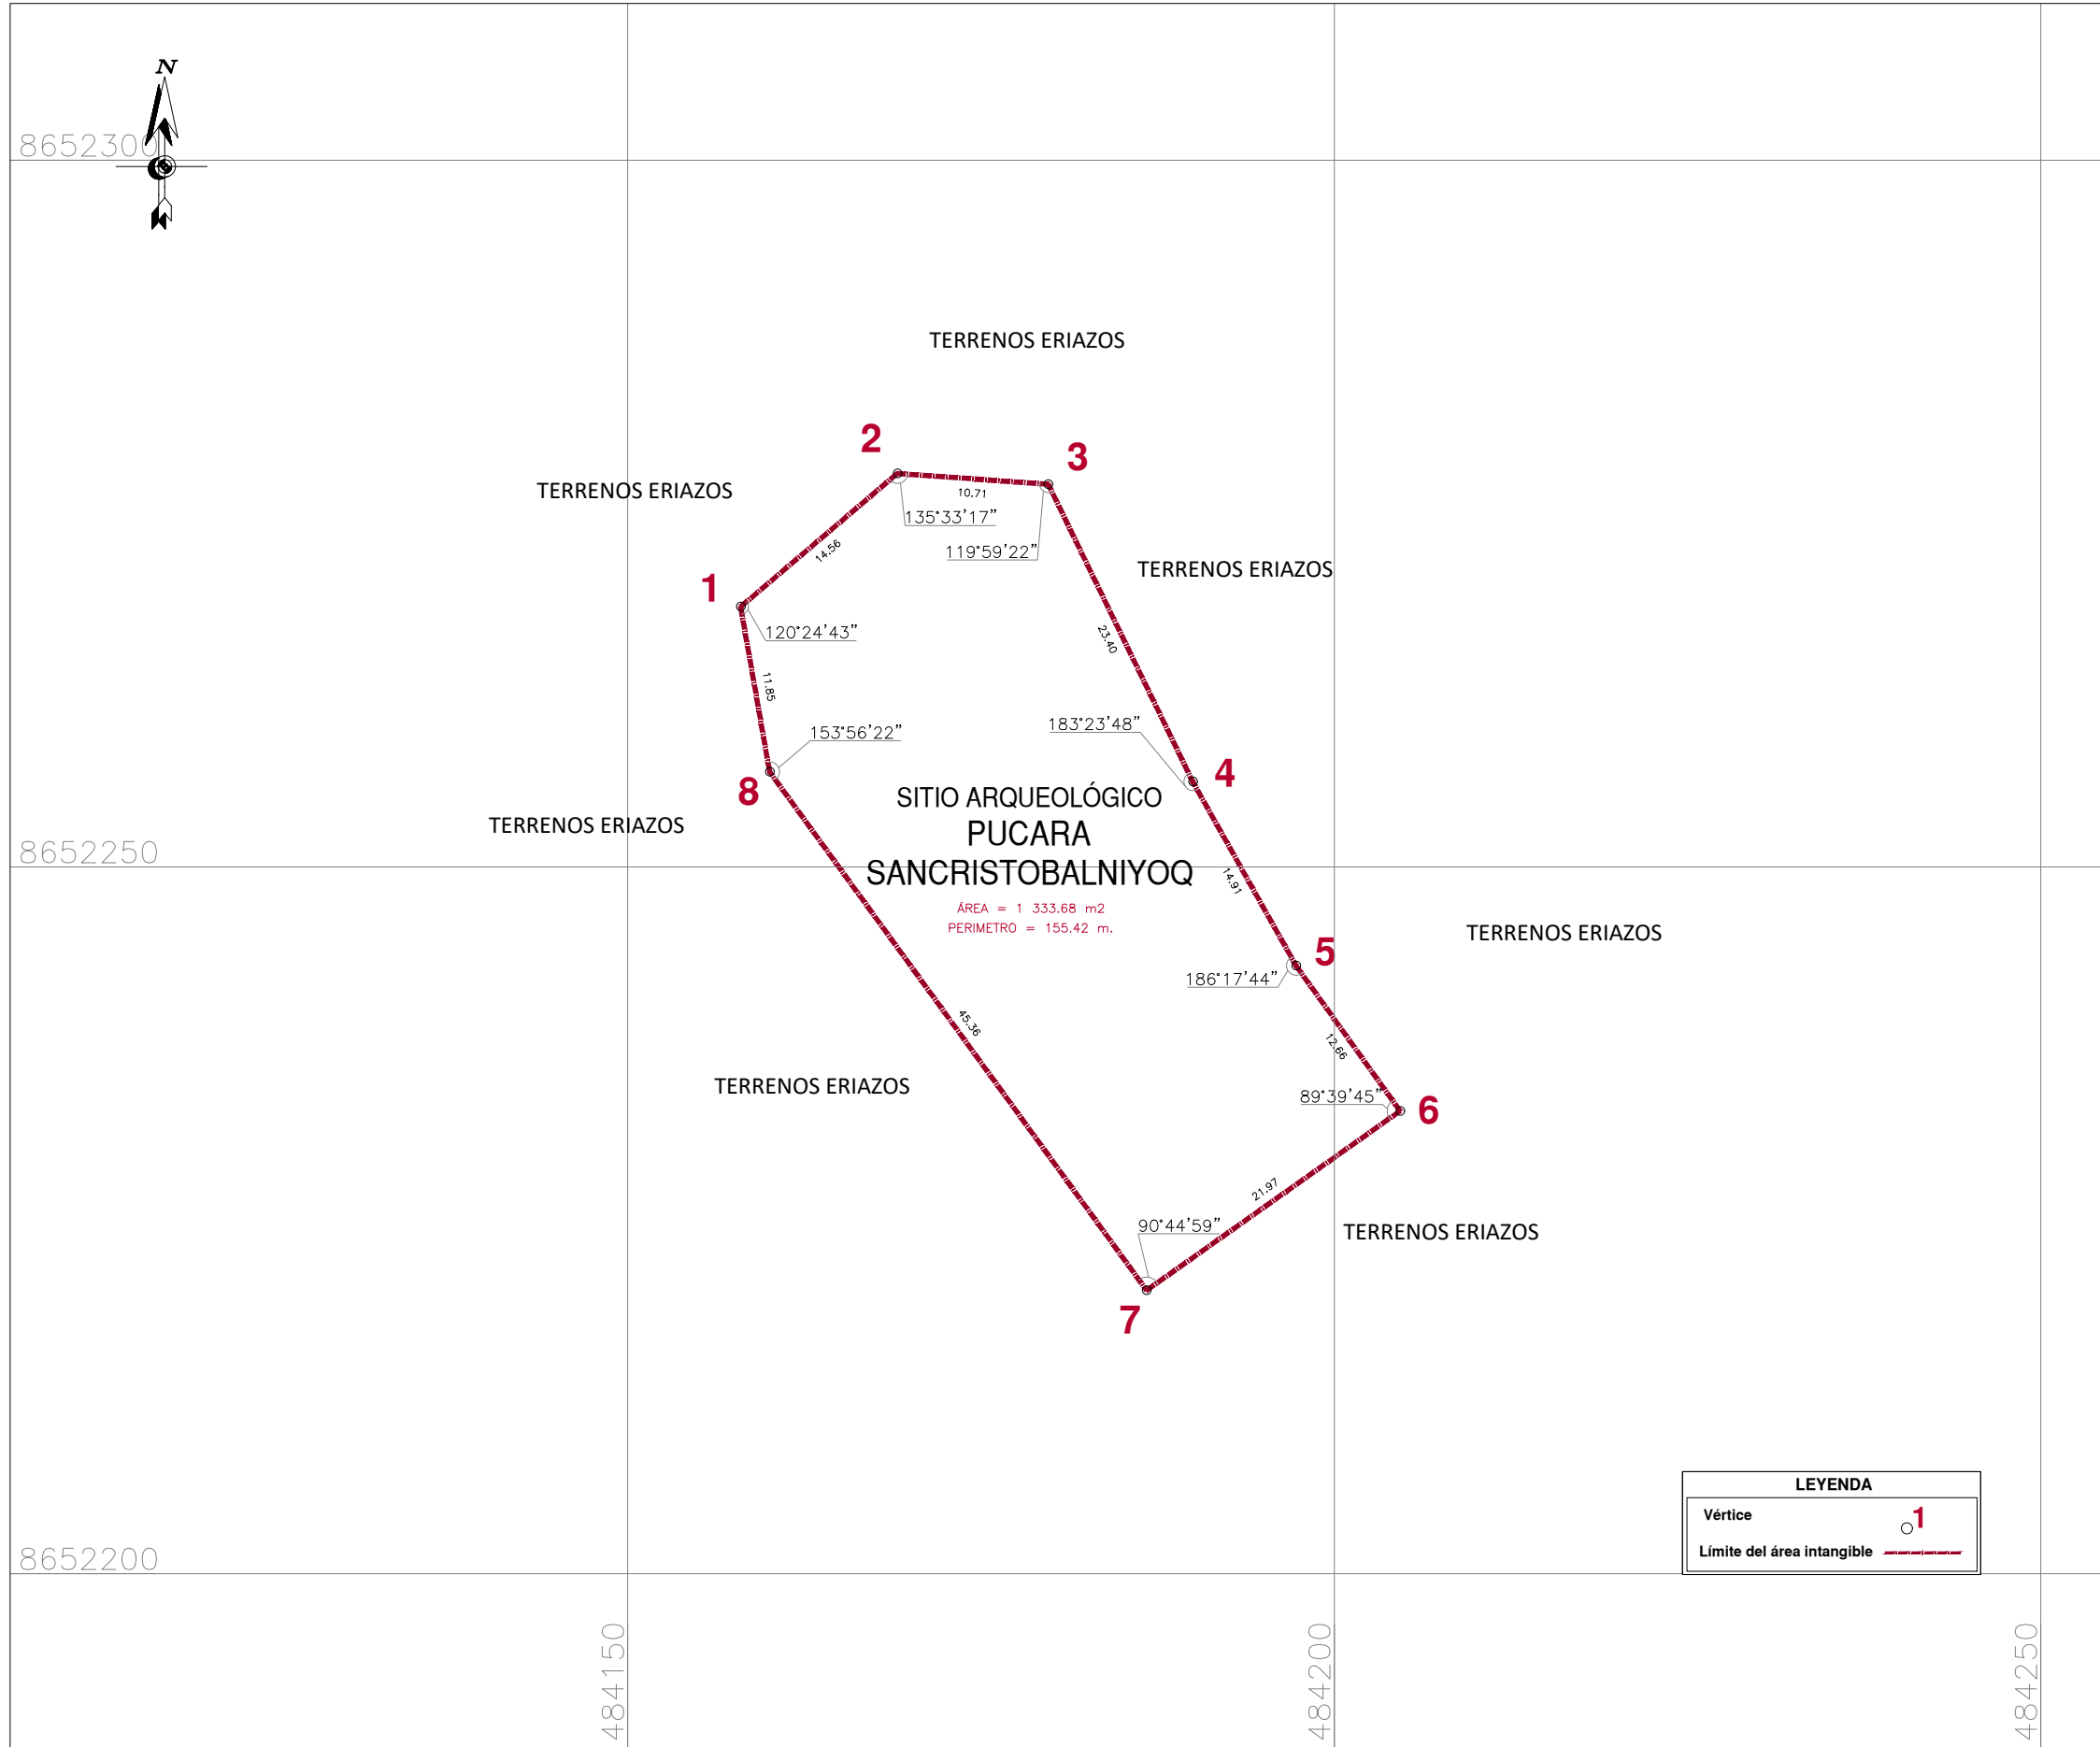 N
8652300
TERRENOS ERIAZOS
2
3
TERRENOS ERIAZOS
10.71
135°33'17"
119°59'22"
14.56
TERRENOS ERIAZOS
1
120°24'43"
23.40
11.85
183°23'48"
153°56'22"
4
8
SITIO ARQUEOLÓGICO
PUCARA
SANCRISTOBALNIYOQ
TERRENOS ERIAZOS
8652250
14.91
ÁREA = 1 333.68 m2
PERIMETRO = 155.42 m.
TERRENOS ERIAZOS
5
186°17'44"
45.36
12.66
TERRENOS ERIAZOS
89°39'45"
6
21.97
90°44'59"
TERRENOS ERIAZOS
7
LEYENDA
Vértice
1
Límite del área intangible
8652200
484150
484200
484250